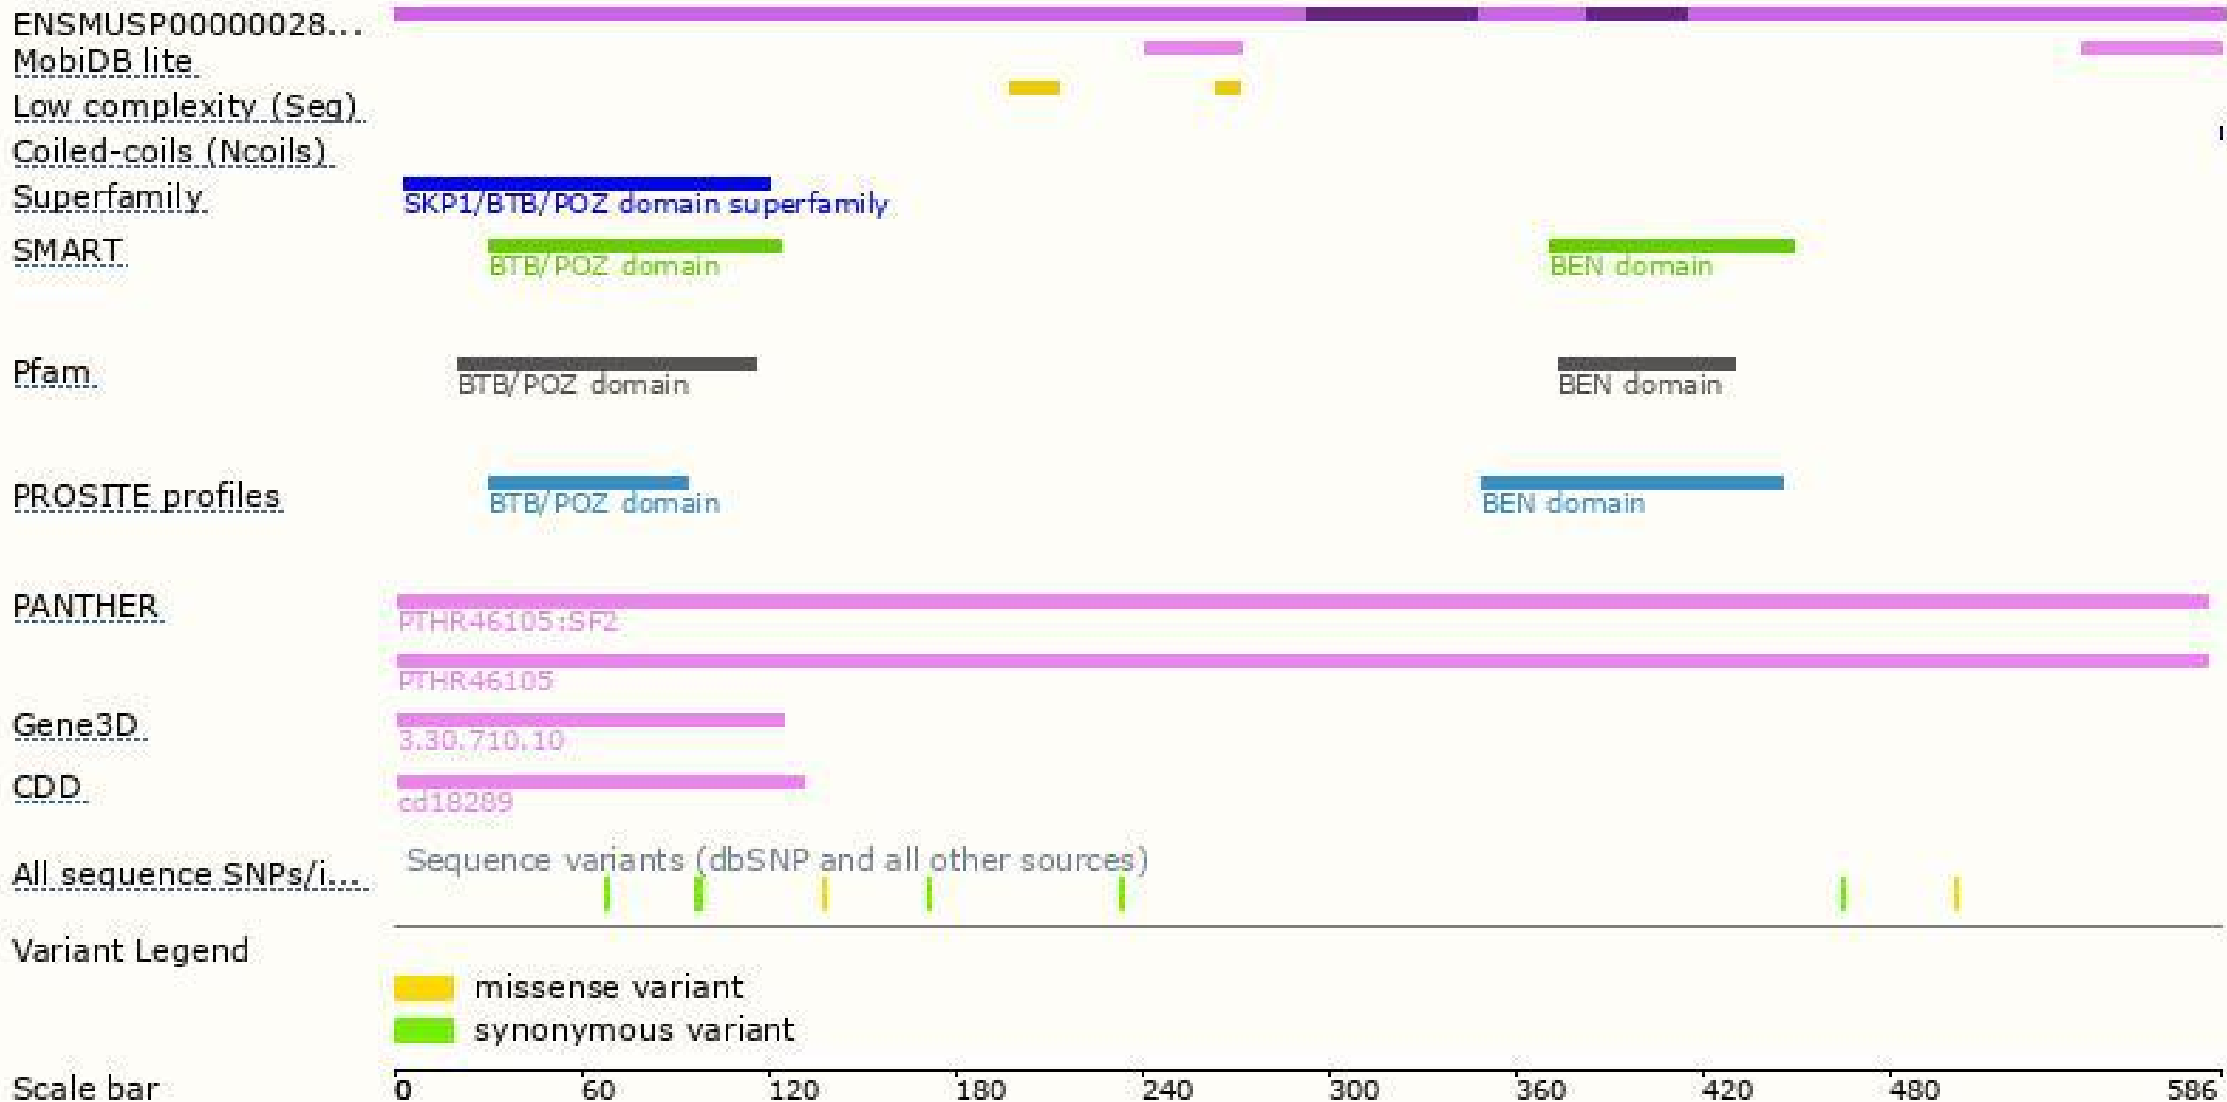 ENSMUSP00000028...
MobiDB lite
Low complexity (Seg)
Coiled-coils (Ncoils)
Superfamily
SKP1/BTB/POZ domain superfamily
SMART
BTB/POZ domain BEN domain
Pfam
BTB/POZ domain BEN domain
PROSITE profiles
BTB/POZ domain BEN domain
PANTHER
PTHR46105:SF2
PTHR46105
Gene3D
3.30.710.10
CDD
cd18289
Sequence variants (dbSNP and all other sources)
All sequence SNPs/i...
Variant Legend
missense variant
synonymous variant
Scale bar 0 60 120 180 240 300 360 420 480 586